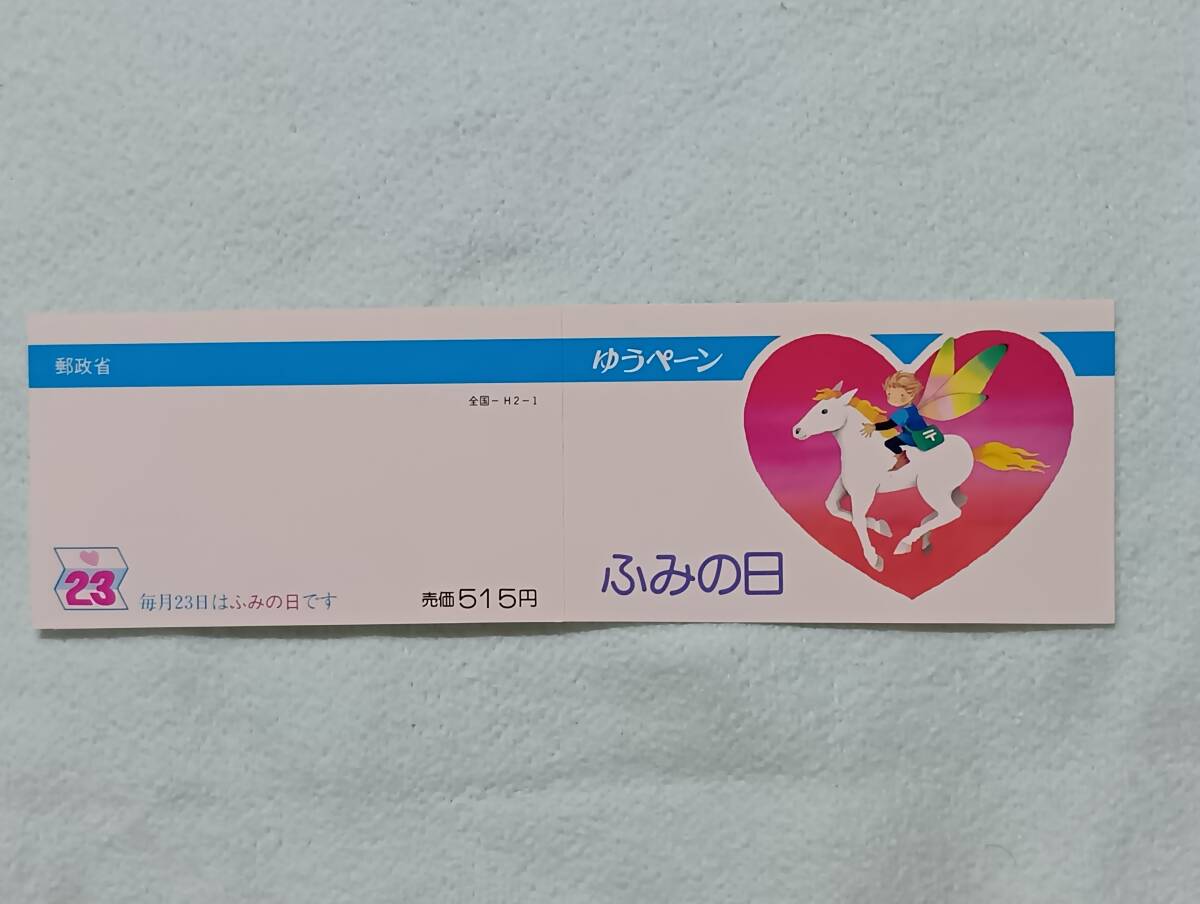 郵政省
全国-H2-1
23
毎月23日はふみの日です
売価515円
ゆうペーン
〒
ふみの日